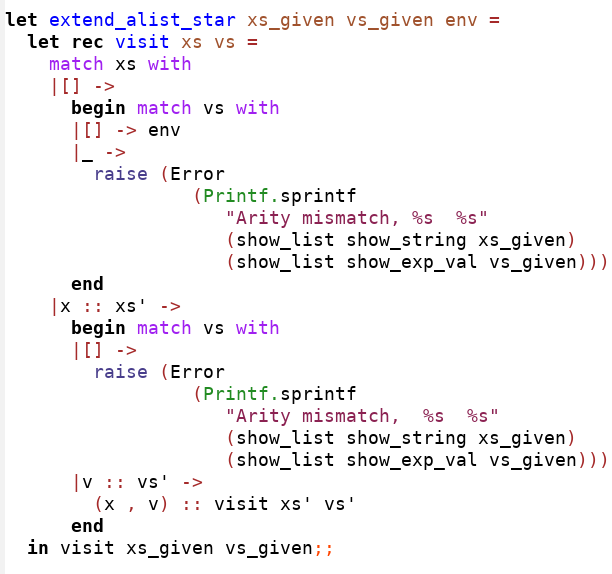 let extend_alist_star xs_given vs_given env =
  let rec visit xs vs =
    match xs with
    |[] ->
      begin match vs with
      |[] -> env
      |_ ->
        raise (Error
                 (Printf.sprintf
                    "Arity mismatch, %s  %s"
                    (show_list show_string xs_given)
                    (show_list show_exp_val vs_given)))
      end
    |x :: xs' ->
      begin match vs with
      |[] ->
        raise (Error
                 (Printf.sprintf
                    "Arity mismatch,  %s  %s"
                    (show_list show_string xs_given)
                    (show_list show_exp_val vs_given)))
      |v :: vs' ->
        (x , v) :: visit xs' vs'
      end
  in visit xs_given vs_given;;